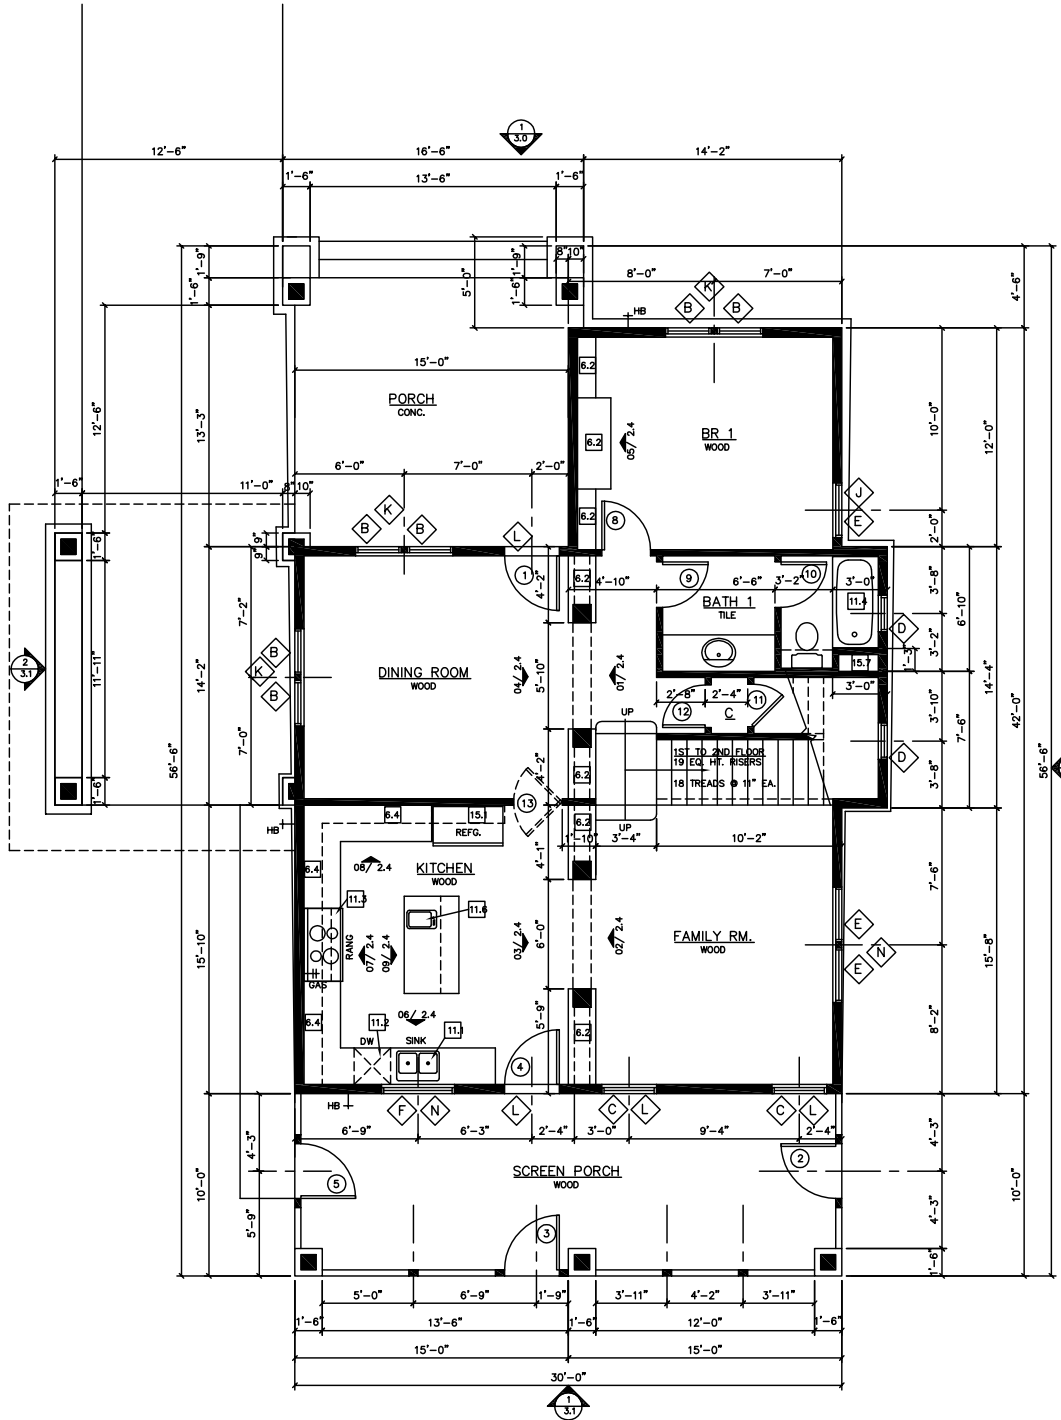 1
3.0
12'-6"
16'-6"
14'-2"
1'-6"
13'-6"
1'-6"
1'-9"
1'-6"
5'-0"
1'-9"
1'-6"
8"
10"
8'-0"
7'-0"
4'-6"
K
B
B
HB
15'-0"
6.2
PORCH
CONC.
12'-6"
13'-3"
6.2
05/ 2.4
BR 1
WOOD
10'-0"
12'-0"
6'-0"
7'-0"
2'-0"
1'-6"
11'-0"
8"
10"
K
B
B
L
6.2
8
J
E
2'-0"
9"
9"
1'-6"
1
4'-2"
6.2
4'-10"
9
6'-6"
3'-2"
10
3'-0"
3'-8"
6'-10"
7'-2"
BATH 1
TILE
11.4
D
B
K
B
3'-2"
1'-3"
2
3.1
11'-11"
14'-2"
DINING ROOM
WOOD
04/ 2.4
5'-10"
01/ 2.4
15.7
2'-8"
2'-4"
11
3'-0"
12
C
3'-10"
14'-4"
42'-0"
7'-6"
UP
7'-0"
56'-6"
56'-6"
1ST TO 2ND FLOOR
19 EQ. HT. RISERS
18 TREADS @ 11" EA.
D
3'-8"
6.2
1'-6"
13
HB
6.4
15.1
REFG.
6.2
UP
1'-10"
3'-4"
10'-2"
4'-1"
6.4
08/ 2.4
KITCHEN
WOOD
7'-6"
11.3
11.6
RANG
07/ 2.4
09/ 2.4
03/ 2.4
6'-0"
02/ 2.4
FAMILY RM.
WOOD
E
N
E
15'-10"
15'-8"
GAS
06/ 2.4
6.4
11.2
11.1
DW
SINK
5'-9"
6.2
8'-2"
4
HB
F
N
L
C
L
C
L
6'-9"
6'-3"
2'-4"
3'-0"
9'-4"
2'-4"
4'-3"
4'-3"
5
SCREEN PORCH
WOOD
2
10'-0"
10'-0"
5'-9"
3
4'-3"
1'-6"
5'-0"
6'-9"
1'-9"
3'-11"
4'-2"
3'-11"
1'-6"
13'-6"
1'-6"
12'-0"
1'-6"
15'-0"
15'-0"
30'-0"
1
3.1